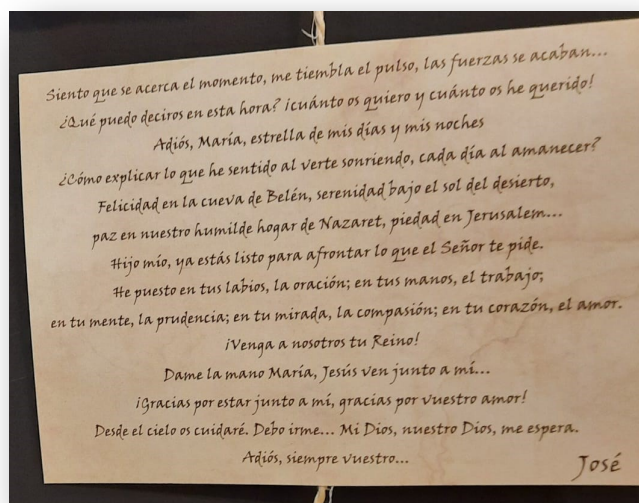 Siento que se acerca el momento, me tiembla el pulso, las fuerzas se acaban...
¿Qué puedo deciros en esta hora? ¡cuánto os quiero y cuánto os he querido!
Adiós, María, estrella de mis días y mis noches
¿Cómo explicar lo que he sentido al verte sonriendo, cada día al amanecer?
Felicidad en la cueva de Belén, serenidad bajo el sol del desierto,
paz en nuestro humilde hogar de Nazaret, piedad en Jerusalem...
Hijo mío, ya estás listo para afrontar lo que el Señor te pide.
He puesto en tus labios, la oración; en tus manos, el trabajo;
en tu mente, la prudencia; en tu mirada, la compasión; en tu corazón, el amor.
¡Venga a nosotros tu Reino!
Dame la mano María, Jesús ven junto a mí...
¡Gracias por estar junto a mí, gracias por vuestro amor!
Desde el cielo os cuidaré. Debo irme... Mi Dios, nuestro Dios, me espera.
Adiós, siempre vuestro...
José